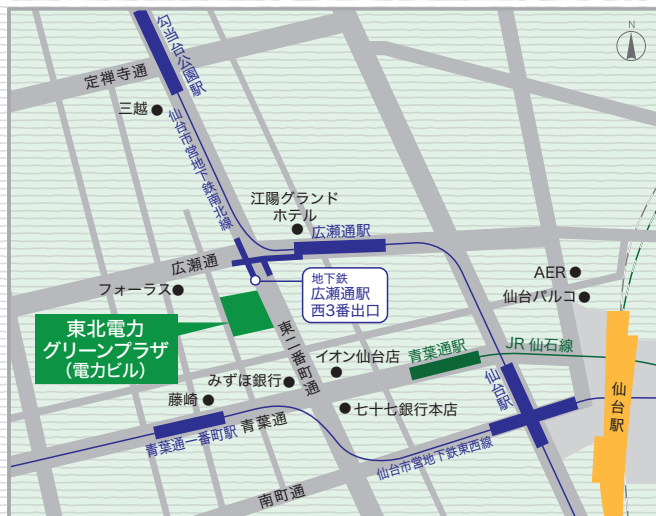 N
勾当台公園駅
定禅寺通
三越
仙台市営地下鉄南北線
江陽グランド
ホテル
広瀬通駅
広瀬通
AER
仙台パルコ
フォーラス
地下鉄
広瀬通駅
西3番出口
東北電力
グリーンプラザ
(電力ビル)
東二番町通
イオン仙台店
青葉通駅
JR 仙石線
みずほ銀行
仙台駅
仙台駅
藤崎
七十七銀行本店
青葉通一番町駅
青葉通
仙台市営地下鉄東西線
南町通